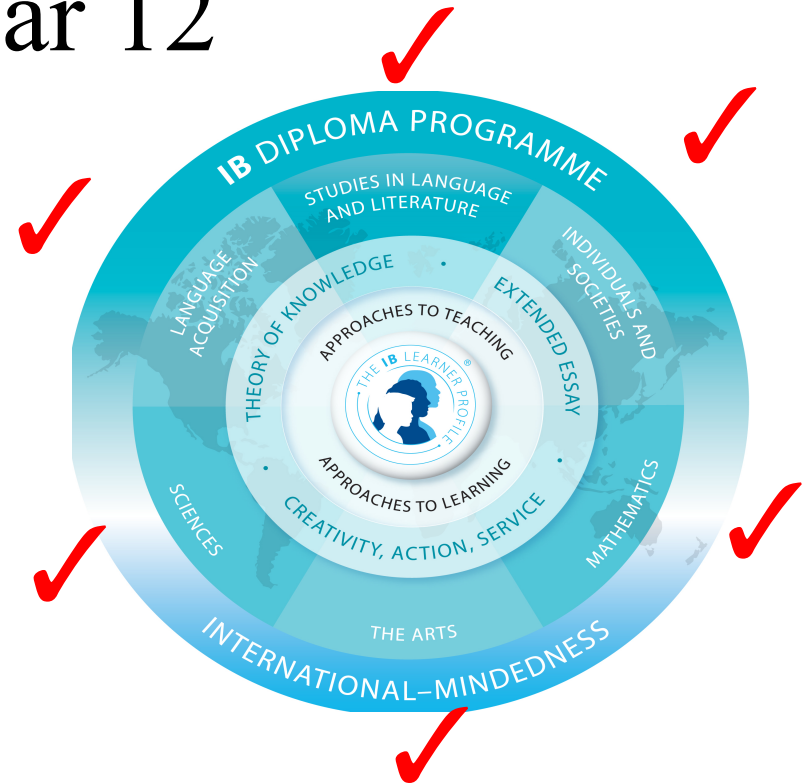 ar 12
IB DIPLOMA PROGRAMME
STUDIES IN LANGUAGE
AND LITERATURE
INDIVIDUALS AND
SOCIETIES
LANGUAGE
ACQUISITION
THEORY OF KNOWLEDGE
EXTENDED ESSAY
APPROACHES TO TEACHING
THE IB LEARNER PROFILE ®
APPROACHES TO LEARNING
CREATIVITY, ACTION, SERVICE
SCIENCES
MATHEMATICS
THE ARTS
INTERNATIONAL–MINDEDNESS